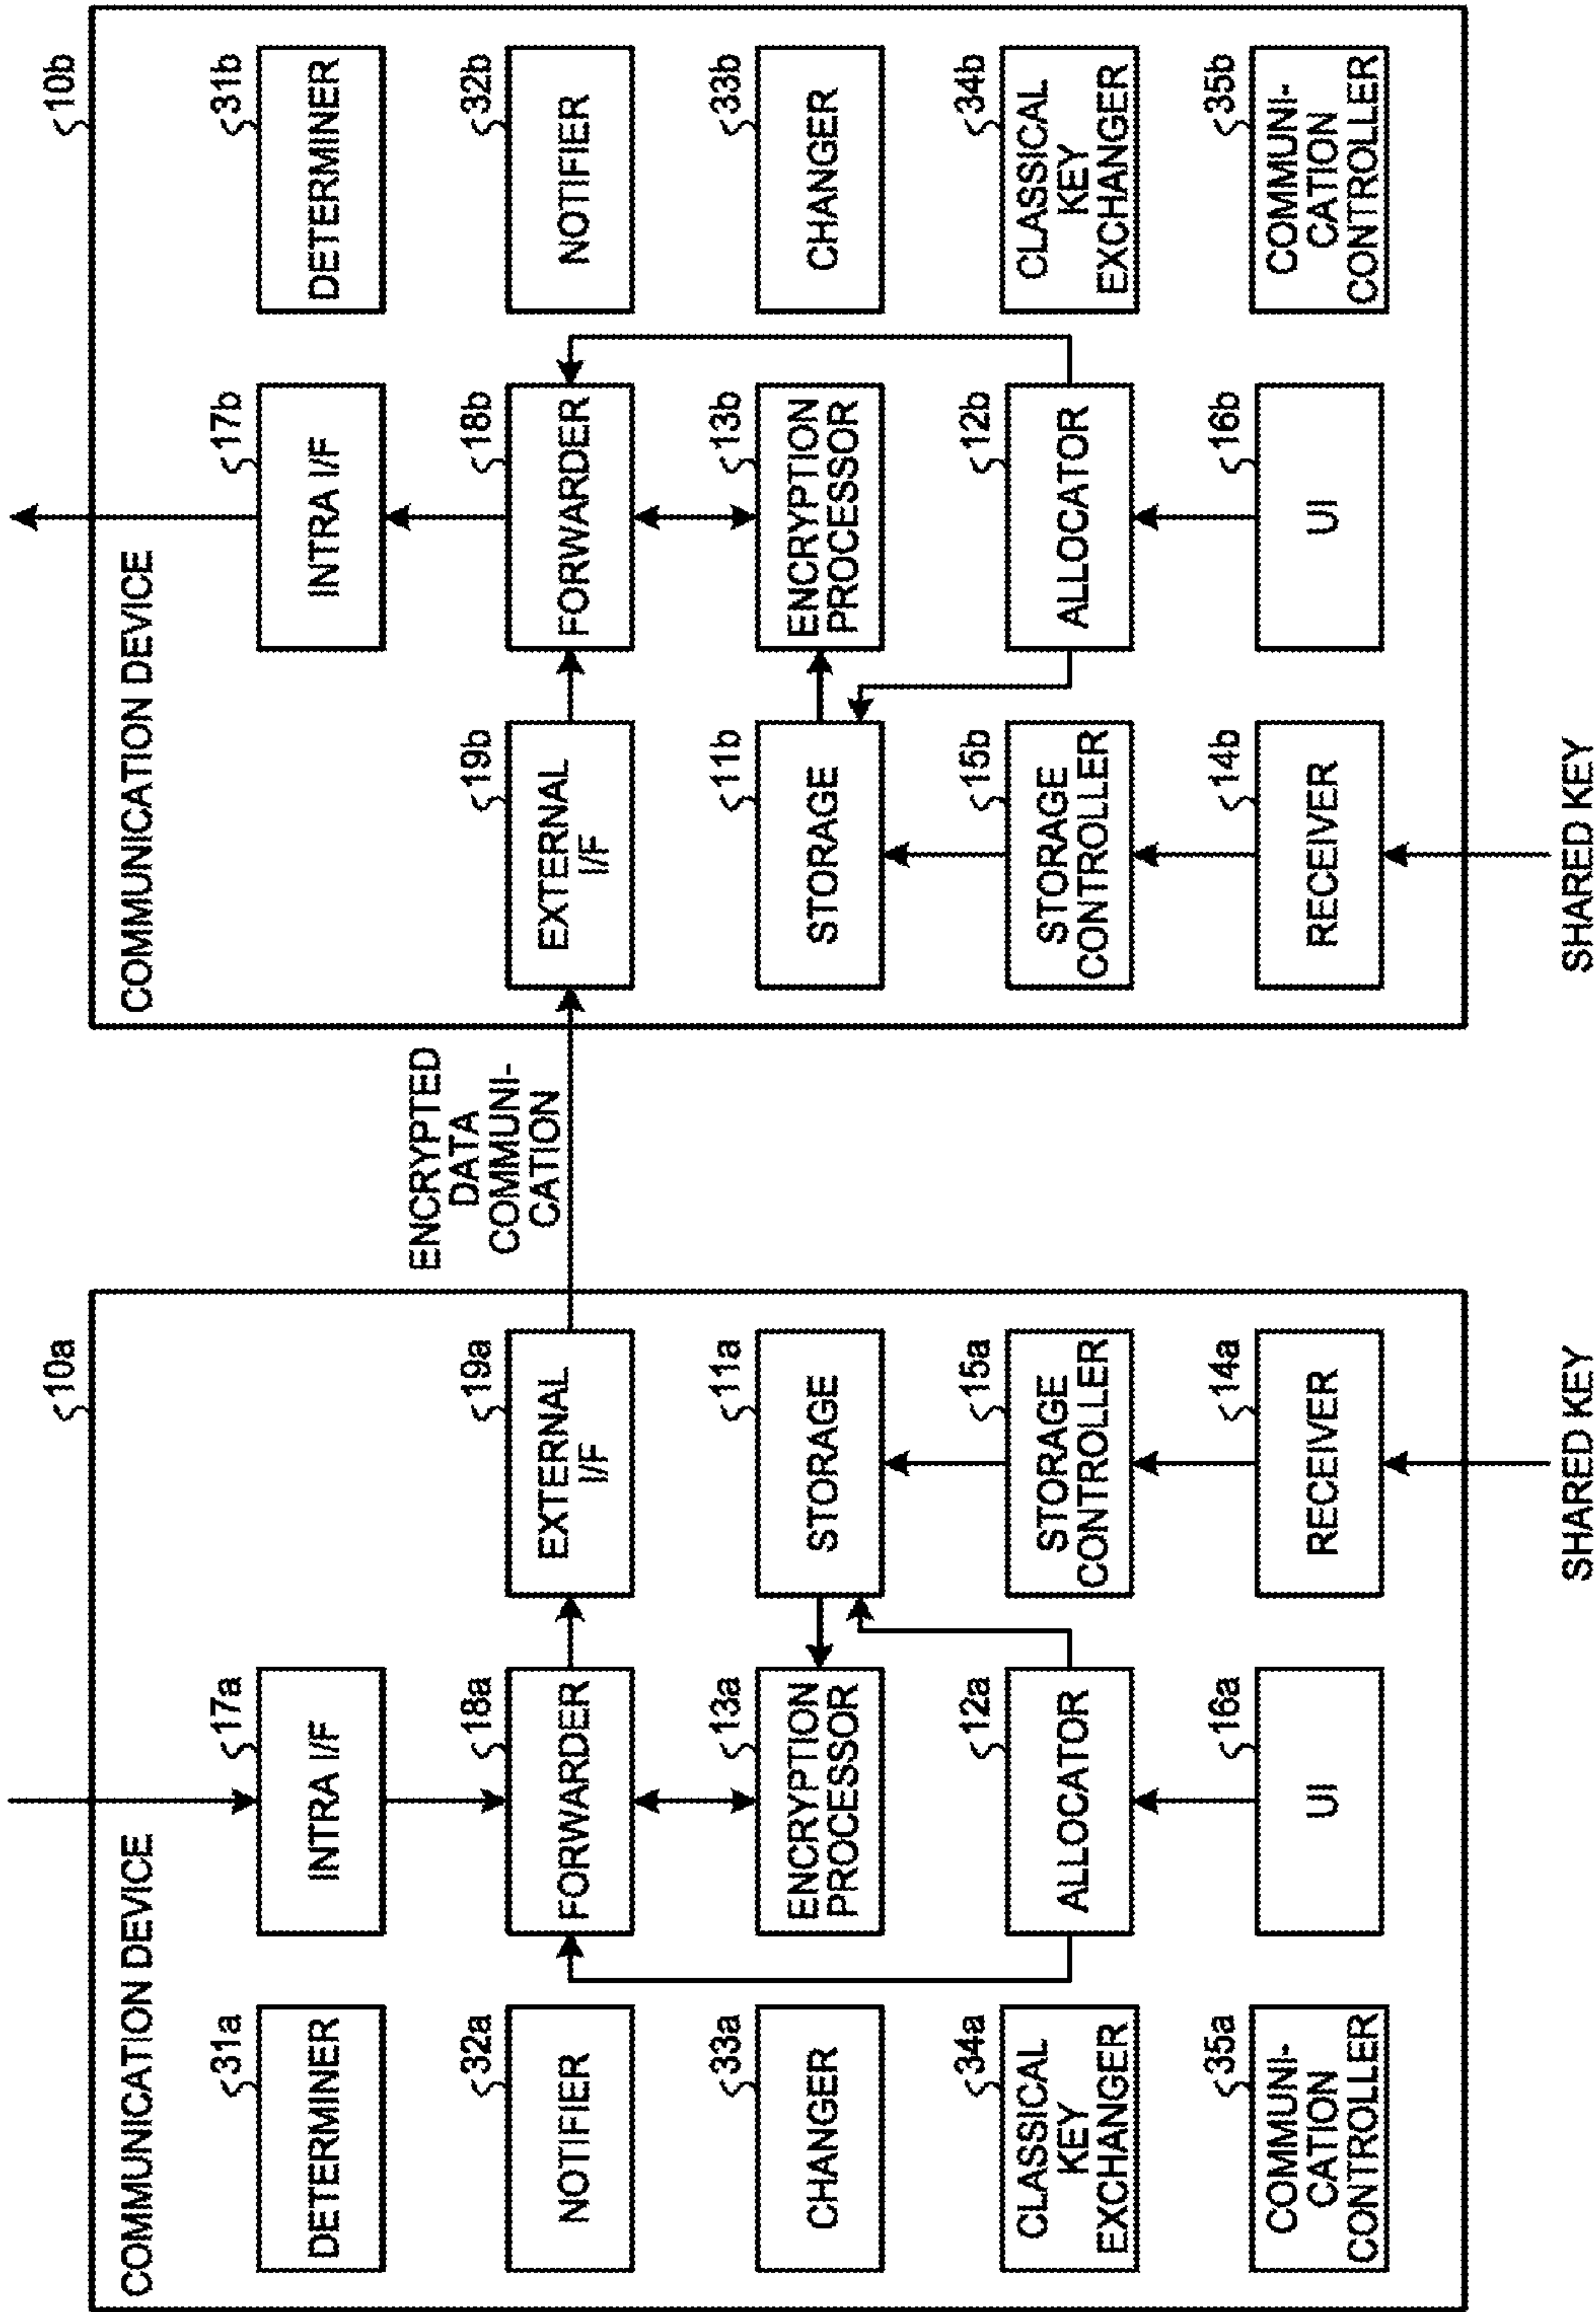 10a
COMMUNICATION DEVICE
31a
DETERMINER
17a
INTRA I/F
32a
NOTIFIER
18a
FORWARDER
19a
EXTERNAL
I/F
33a
CHANGER
13a
ENCRYPTION
PROCESSOR
11a
STORAGE
34a
CLASSICAL
KEY
EXCHANGER
12a
ALLOCATOR
15a
STORAGE
CONTROLLER
35a
COMMUNI-
CATION
CONTROLLER
16a
UI
14a
RECEIVER
SHARED KEY
ENCRYPTED
DATA
COMMUNI-
CATION
10b
COMMUNICATION DEVICE
17b
INTRA I/F
31b
DETERMINER
19b
EXTERNAL
I/F
18b
FORWARDER
32b
NOTIFIER
11b
STORAGE
13b
ENCRYPTION
PROCESSOR
33b
CHANGER
15b
STORAGE
CONTROLLER
12b
ALLOCATOR
34b
CLASSICAL
KEY
EXCHANGER
14b
RECEIVER
16b
UI
35b
COMMUNI-
CATION
CONTROLLER
SHARED KEY